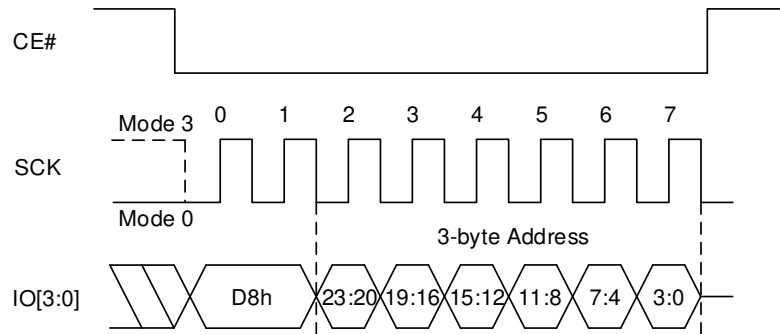 CE#
0 1 2 3 4 5 6 7
Mode 3
SCK
Mode 0
3-byte Address
IO[3:0] D8h 23:20 19:16 15:12 11:8 7:4 3:0